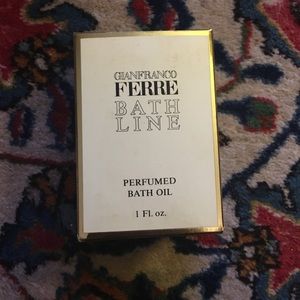 GIANFRANCO
FERRE
BATH
LINE
PERFUMED
BATH OIL
1 Fl. oz.